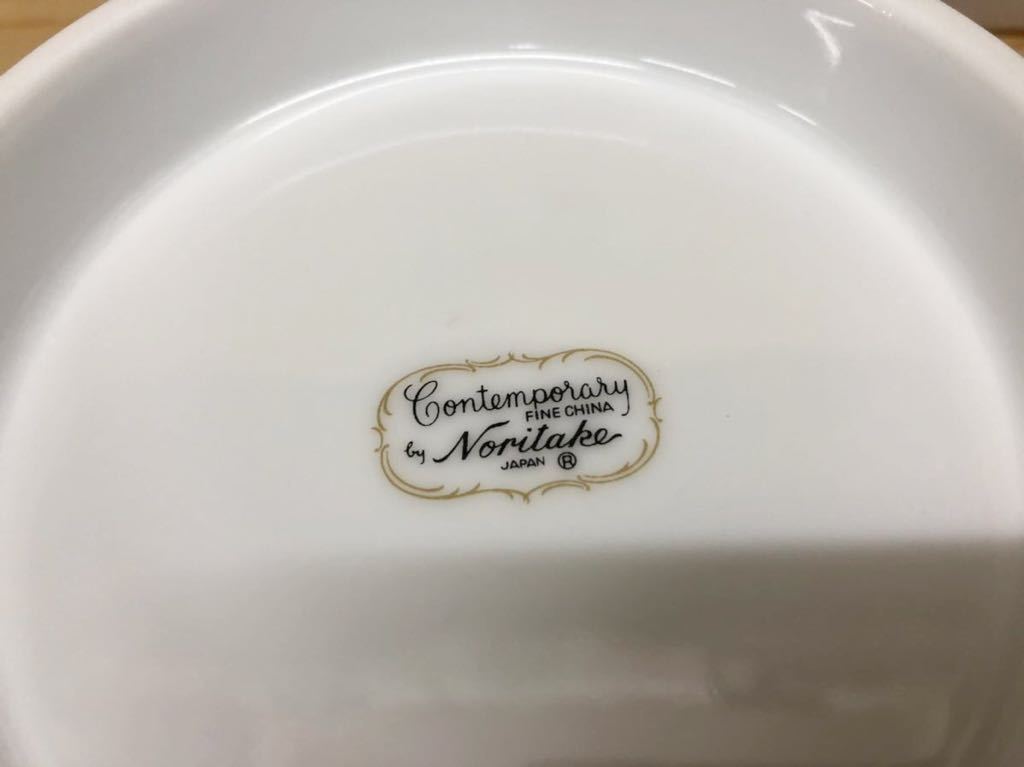 Contemporary
FINE CHINA
by Noritake
JAPAN ®